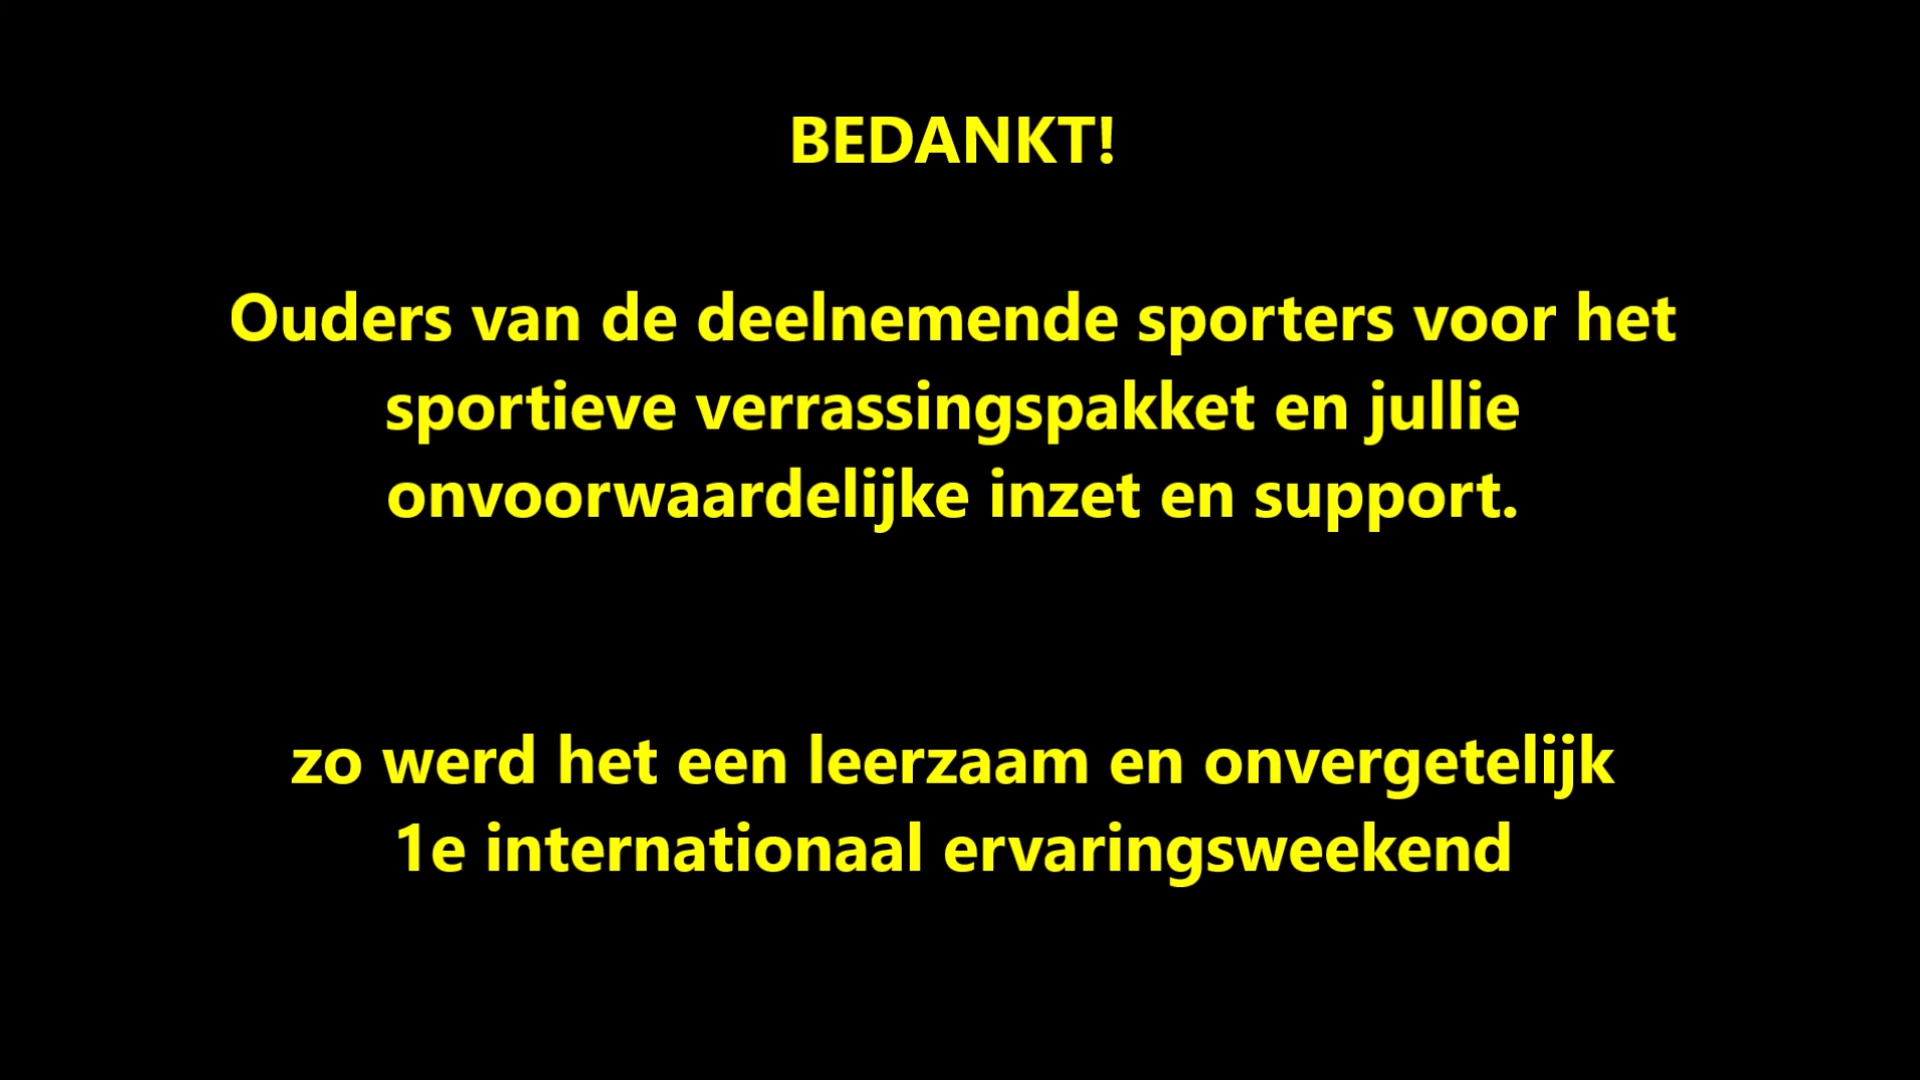 BEDANKT!
Ouders van de deelnemende sporters voor het
sportieve verrassingspakket en jullie
onvoorwaardelijke inzet en support.
zo werd het een leerzaam en onvergetelijk
1e internationaal ervaringsweekend